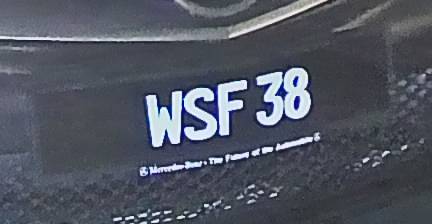 WSF 38
Mercedes-Benz - The Future of the Automobile